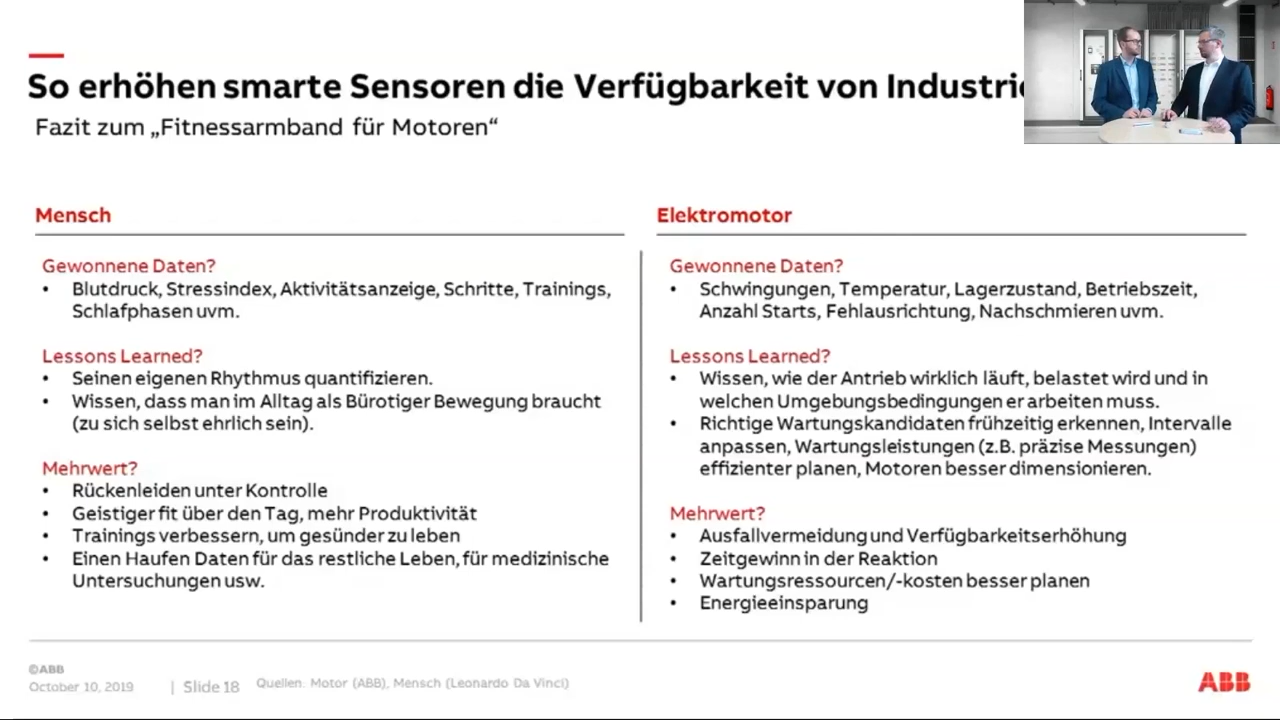 So erhöhen smarte Sensoren die Verfügbarkeit von Industrie
Fazit zum „Fitnessarmband für Motoren“
Mensch
Gewonnene Daten?
• Blutdruck, Stressindex, Aktivitätsanzeige, Schritte, Trainings,
Schlafphasen uvm.
Lessons Learned?
• Seinen eigenen Rhythmus quantifizieren.
• Wissen, dass man im Alltag als Bürotiger Bewegung braucht
(zu sich selbst ehrlich sein).
Mehrwert?
• Rückenleiden unter Kontrolle
• Geistiger fit über den Tag, mehr Produktivität
• Trainings verbessern, um gesünder zu leben
• Einen Haufen Daten für das restliche Leben, für medizinische
Untersuchungen usw.
Elektromotor
Gewonnene Daten?
• Schwingungen, Temperatur, Lagerzustand, Betriebszeit,
Anzahl Starts, Fehlausrichtung, Nachschmieren uvm.
Lessons Learned?
• Wissen, wie der Antrieb wirklich läuft, belastet wird und in
welchen Umgebungsbedingungen er arbeiten muss.
• Richtige Wartungskandidaten frühzeitig erkennen, Intervalle
anpassen, Wartungsleistungen (z.B. präzise Messungen)
effizienter planen, Motoren besser dimensionieren.
Mehrwert?
• Ausfallvermeidung und Verfügbarkeitserhöhung
• Zeitgewinn in der Reaktion
• Wartungsressourcen/-kosten besser planen
• Energieeinsparung
©ABB
October 10, 2019 | Slide 18 Quellen: Motor (ABB), Mensch (Leonardo Da Vinci)
ABB